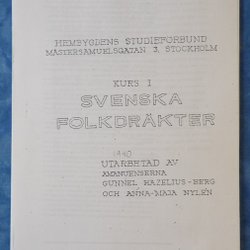 HEMBYGDENS STUDIEFÖRBUND
MÄSTERSAMUELSGATAN 3, STOCKHOLM
KURS I
SVENSKA
FOLKDRÄKTER
1940
UTARBETAD AV
AMANUENSERNA
GUNNEL HAZELIUS-BERG
OCH ANNA-MAJA NYLÉN